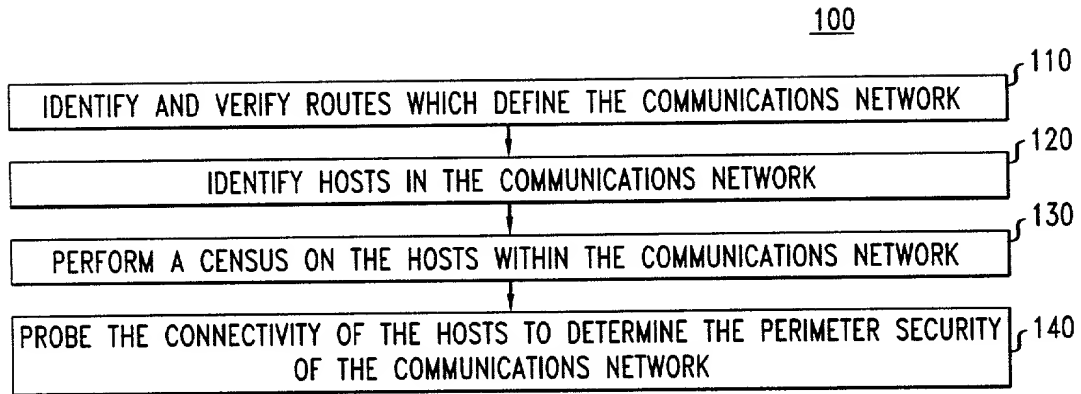 100
110
IDENTIFY AND VERIFY ROUTES WHICH DEFINE THE COMMUNICATIONS NETWORK
120
IDENTIFY HOSTS IN THE COMMUNICATIONS NETWORK
130
PERFORM A CENSUS ON THE HOSTS WITHIN THE COMMUNICATIONS NETWORK
PROBE THE CONNECTIVITY OF THE HOSTS TO DETERMINE THE PERIMETER SECURITY
OF THE COMMUNICATIONS NETWORK
140